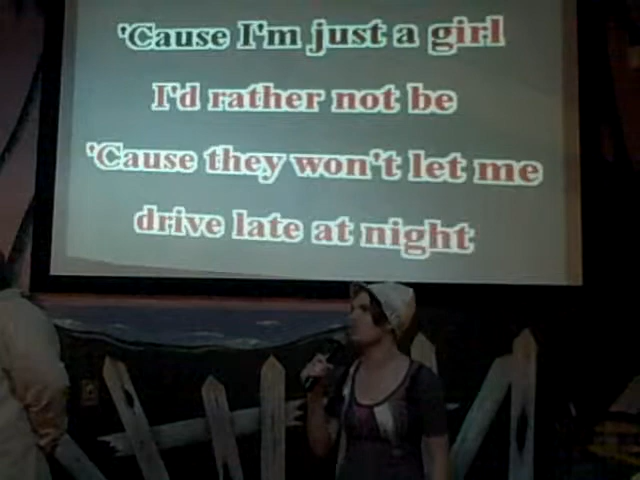 'Cause I'm just a girl
I'd rather not be
'Cause they won't let me
drive late at night